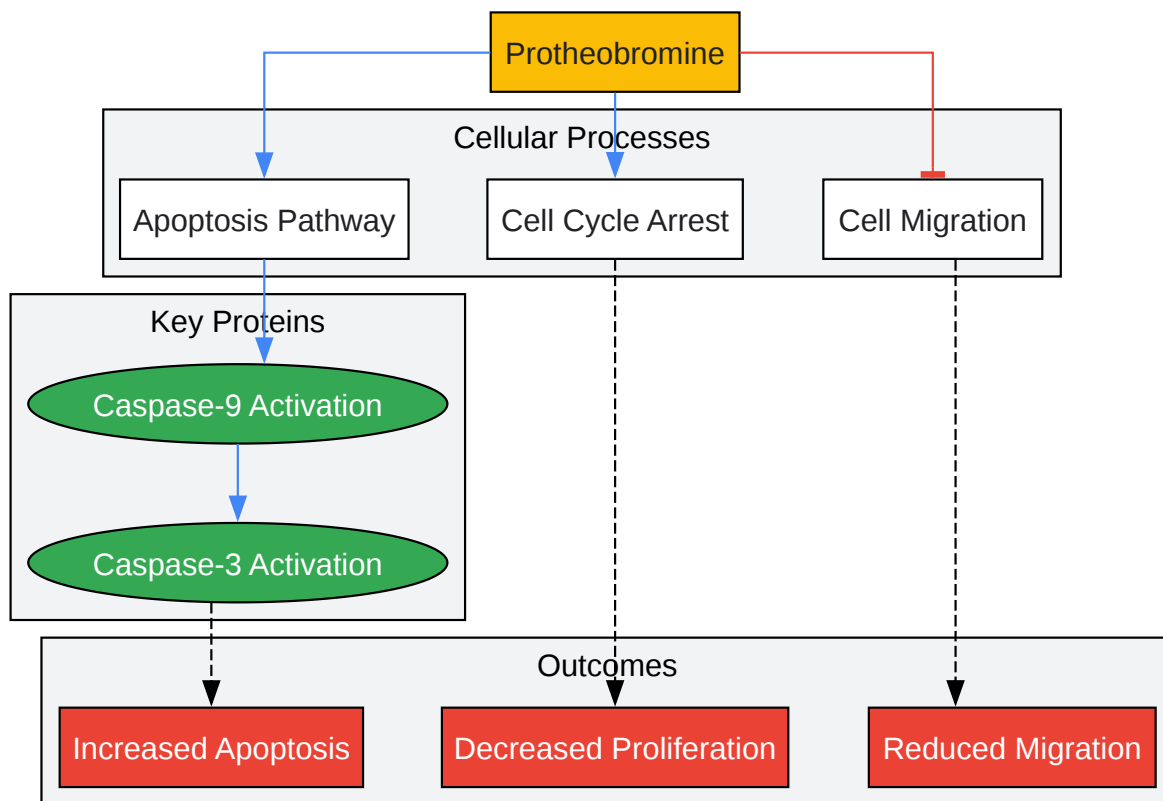 Protheobromine
Cellular Processes
Apoptosis Pathway
Cell Cycle Arrest
Cell Migration
Key Proteins
Caspase-9 Activation
Caspase-3 Activation
Outcomes
Increased Apoptosis
Decreased Proliferation
Reduced Migration